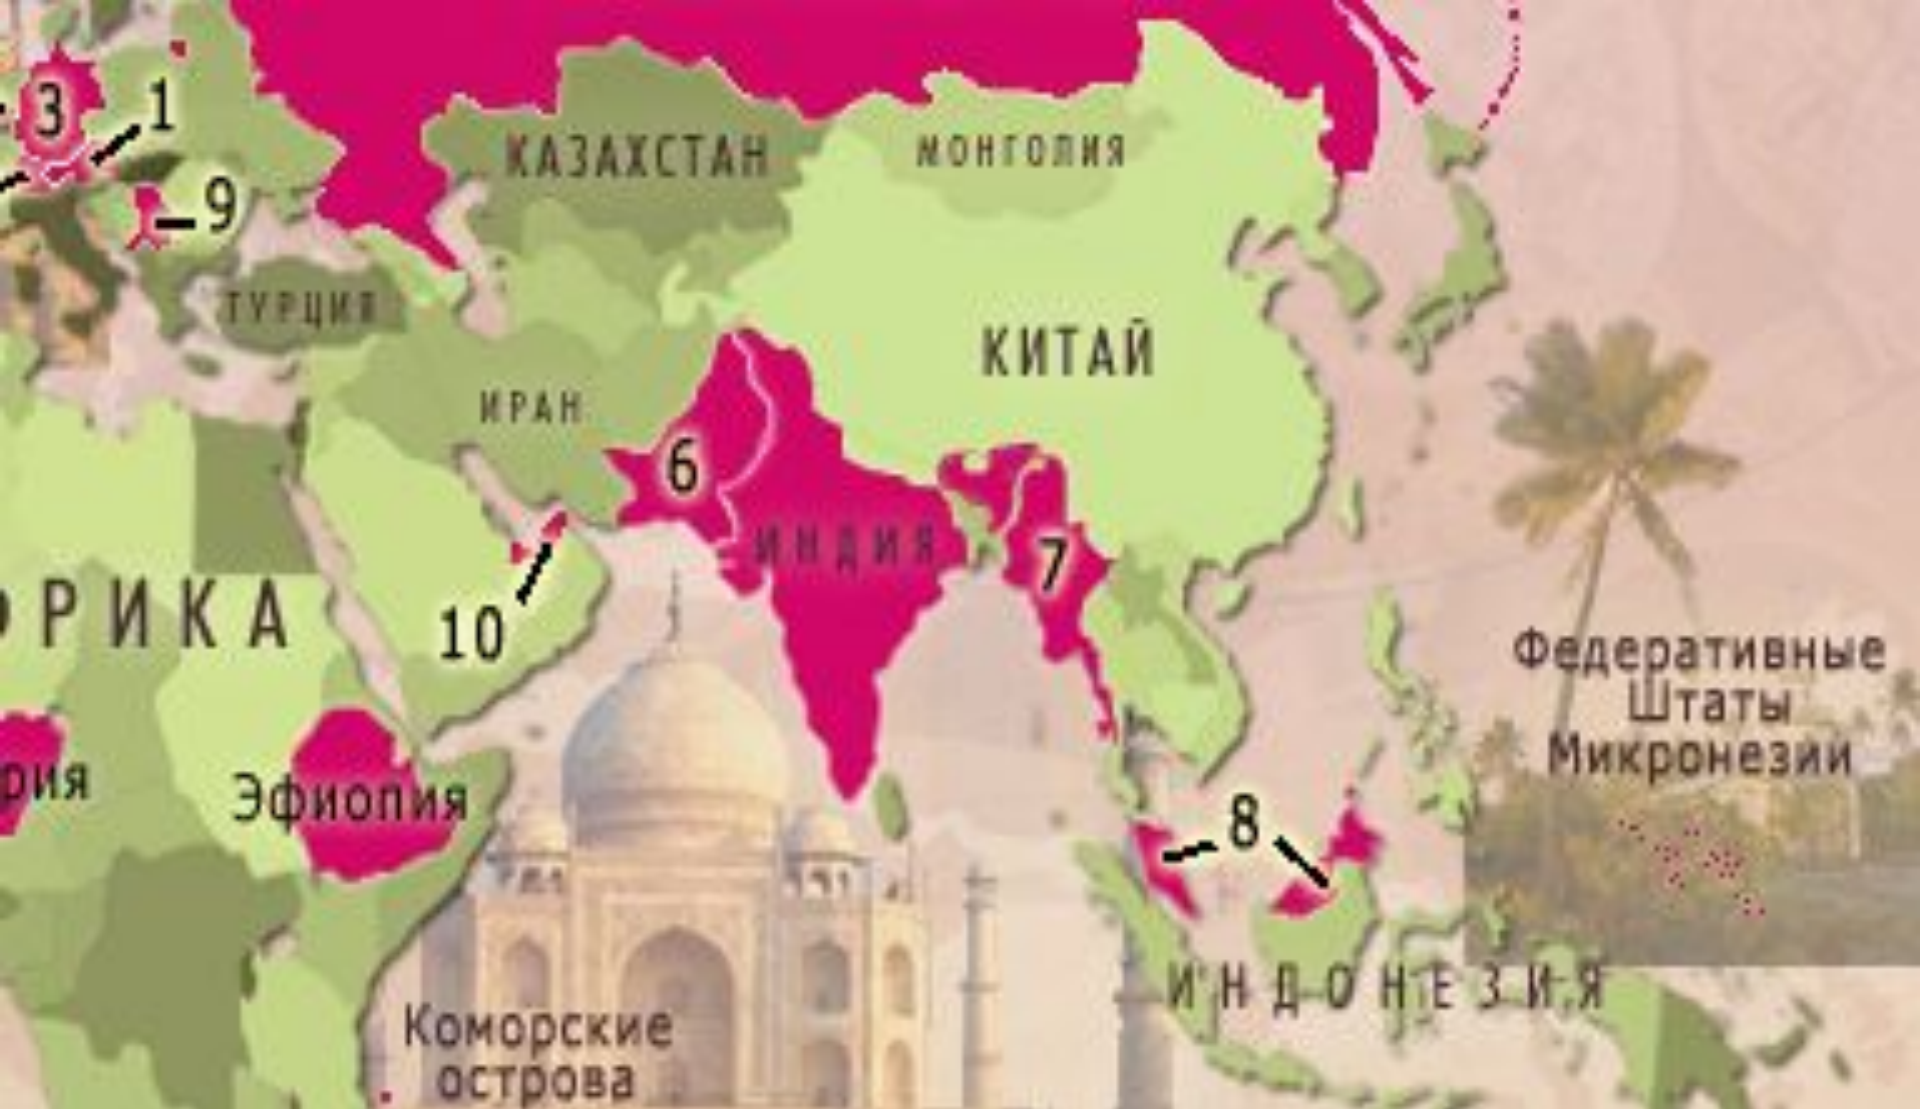 3
1
КАЗАХСТАН
МОНГОЛИЯ
9
ТУРЦИЯ
КИТАЙ
ИРАН
6
ИНДИЯ
7
ФРИКА
10
Федеративные
Штаты
Микронезии
рия
Эфиопия
8
ИНДОНЕЗИЯ
Коморские
острова